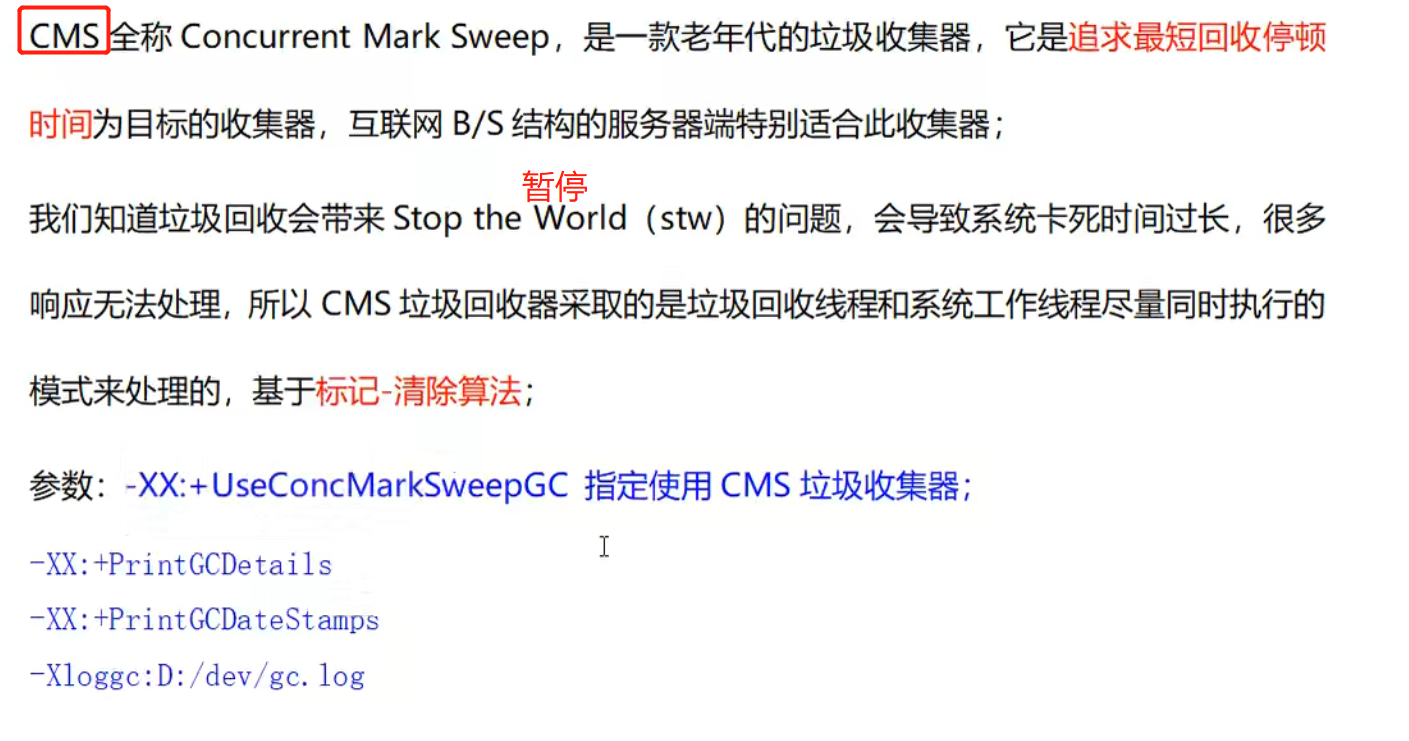 CMS 全称 Concurrent Mark Sweep，是一款老年代的垃圾收集器，它是追求最短回收停顿
时间为目标的收集器，互联网 B/S 结构的服务器端特别适合此收集器；
暂停
我们知道垃圾回收会带来 Stop the World（stw）的问题，会导致系统卡死时间过长，很多
响应无法处理，所以 CMS 垃圾回收器采取的是垃圾回收线程和系统工作线程尽量同时执行的
模式来处理的，基于标记-清除算法；
参数：-XX:+UseConcMarkSweepGC 指定使用 CMS 垃圾收集器；
-XX:+PrintGCDetails
-XX:+PrintGCDateStamps
-Xloggc:D:/dev/gc.log